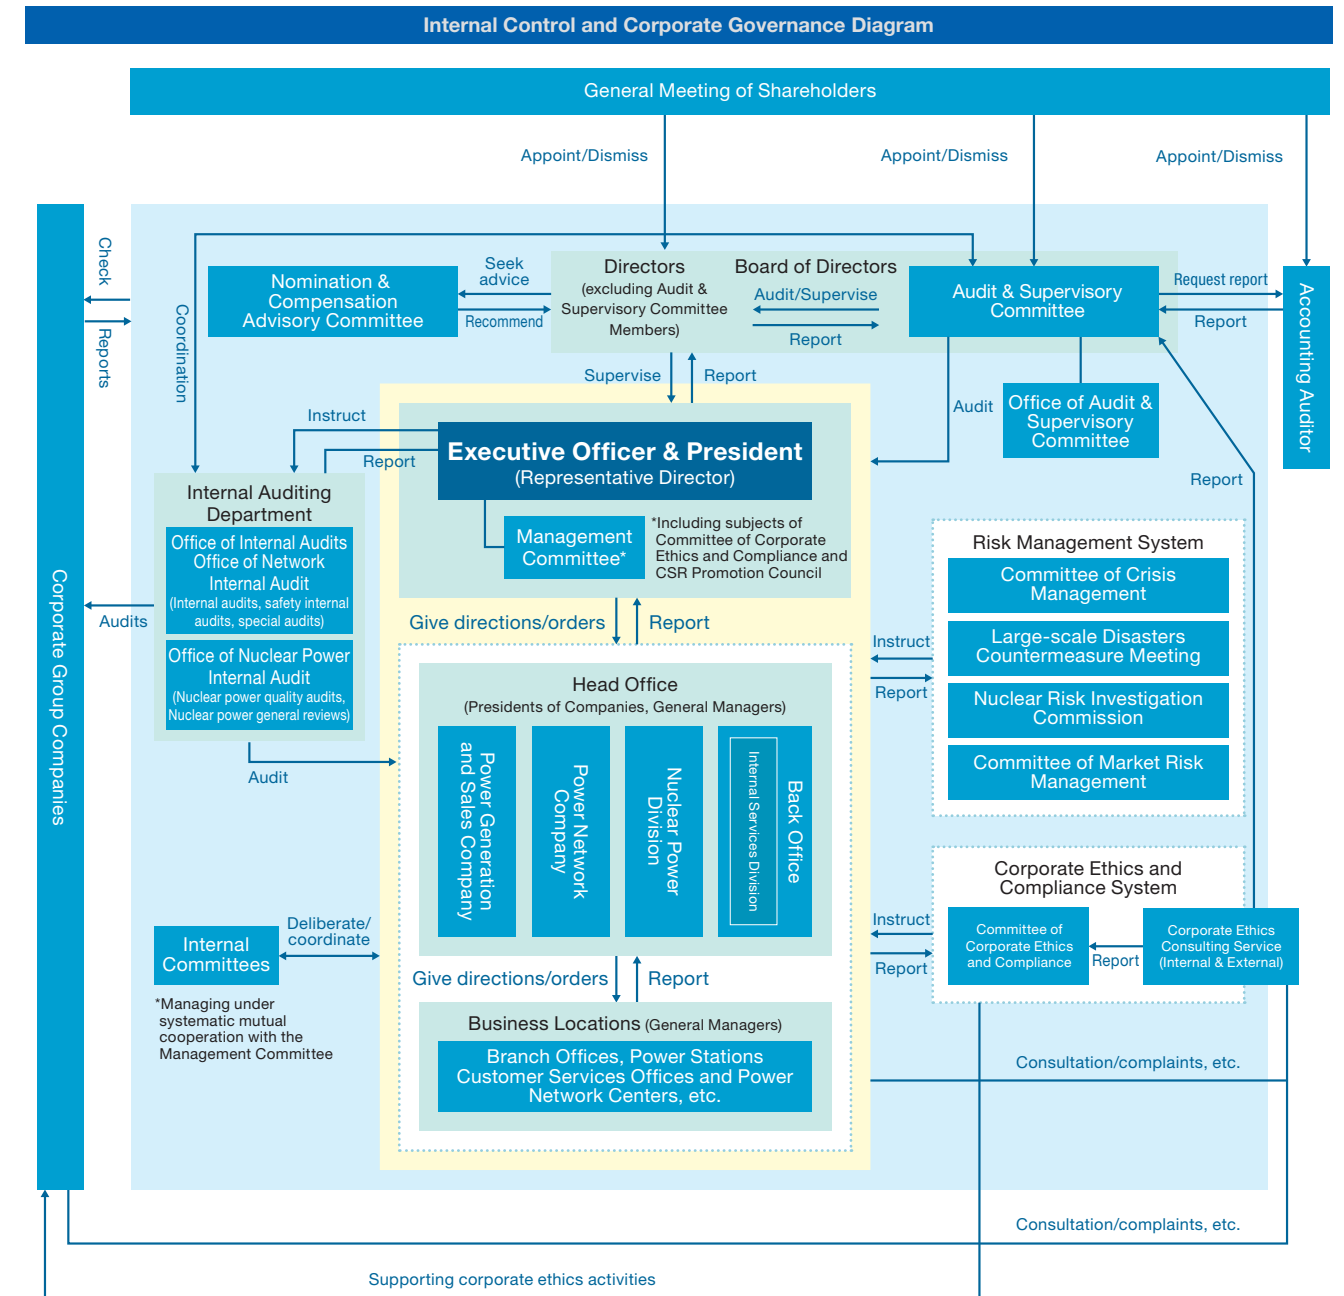 Internal Control and Corporate Governance Diagram
General Meeting of Shareholders
Appoint/Dismiss
Appoint/Dismiss
Appoint/Dismiss
Check
Reports
Coordination
Nomination &
Compensation
Advisory Committee
Seek
advice
Recommend
Directors
(excluding Audit &
Supervisory Committee
Members)
Board of Directors
Audit/Supervise
Report
Audit & Supervisory
Committee
Request report
Report
Accounting Auditor
Supervise
Report
Audit
Office of Audit &
Supervisory
Committee
Report
Instruct
Report
Executive Officer & President
(Representative Director)
Management
Committee*
*Including subjects of
Committee of Corporate
Ethics and Compliance and
CSR Promotion Council
Internal Auditing
Department
Office of Internal Audits
Office of Network
Internal Audit
(Internal audits, safety internal
audits, special audits)
Office of Nuclear Power
Internal Audit
(Nuclear power quality audits,
Nuclear power general reviews)
Audits
Audit
Corporate Group Companies
Give directions/orders
Report
Head Office
(Presidents of Companies, General Managers)
Power Generation
and Sales Company
Power Network
Company
Nuclear Power
Division
Back Office
Internal Services Division
Instruct
Report
Risk Management System
Committee of Crisis
Management
Large-scale Disasters
Countermeasure Meeting
Nuclear Risk Investigation
Commission
Committee of Market Risk
Management
Corporate Ethics and
Compliance System
Instruct
Report
Committee of
Corporate Ethics
and Compliance
Report
Corporate Ethics
Consulting Service
(Internal & External)
Internal
Committees
Deliberate/
coordinate
*Managing under
systematic mutual
cooperation with the
Management Committee
Give directions/orders
Report
Business Locations (General Managers)
Branch Offices, Power Stations
Customer Services Offices and Power
Network Centers, etc.
Consultation/complaints, etc.
Consultation/complaints, etc.
Supporting corporate ethics activities